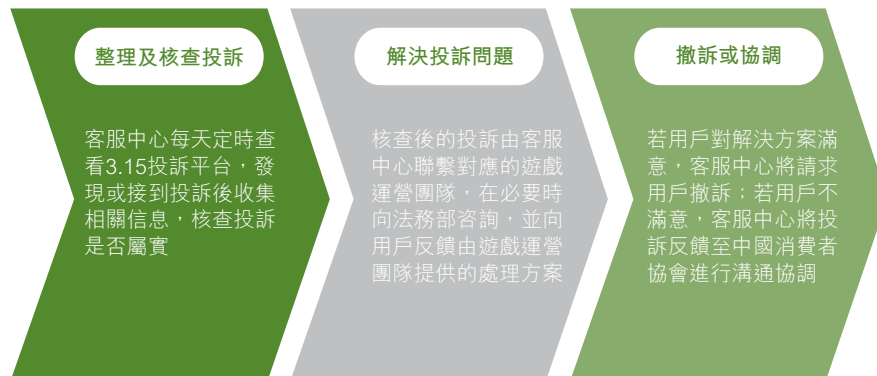 整理及核查投訴
客服中心每天定時查
看3.15投訴平台，發
現或接到投訴後收集
相關信息，核查投訴
是否屬實
解決投訴問題
核查後的投訴由客服
中心聯繫對應的遊戲
運營團隊，在必要時
向法務部咨詢，並向
用戶反饋由遊戲運營
團隊提供的處理方案
撤訴或協調
若用戶對解決方案滿
意，客服中心將請求
用戶撤訴；若用戶不
滿意，客服中心將投
訴反饋至中國消費者
協會進行溝通協調